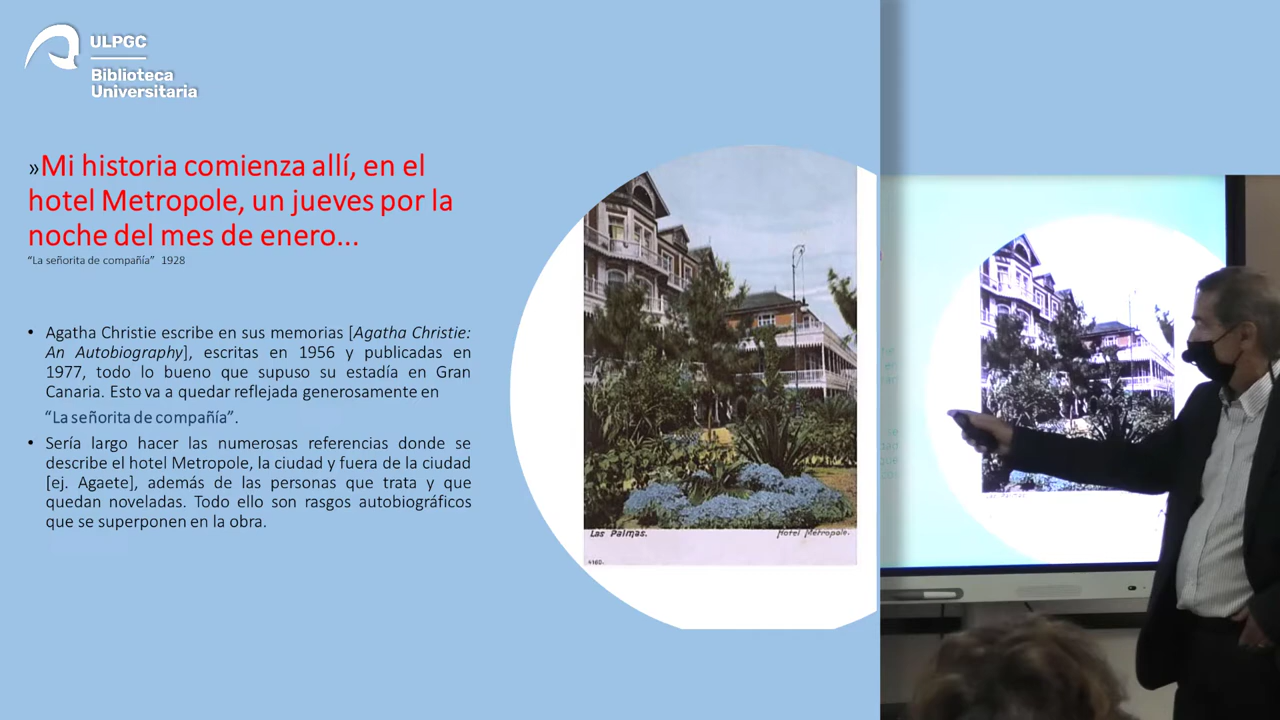 ULPGC
Biblioteca
Universitaria
»Mi historia comienza allí, en el
hotel Metropole, un jueves por la
noche del mes de enero...
“La señorita de compañía” 1928
• Agatha Christie escribe en sus memorias [Agatha Christie:
An Autobiography], escritas en 1956 y publicadas en
1977, todo lo bueno que supuso su estadía en Gran
Canaria. Esto va a quedar reflejada generosamente en
“La señorita de compañía”.
• Sería largo hacer las numerosas referencias donde se
describe el hotel Metropole, la ciudad y fuera de la ciudad
[ej. Agaete], además de las personas que trata y que
quedan noveladas. Todo ello son rasgos autobiográficos
que se superponen en la obra.
Las Palmas. Hotel Métropole.
4160.
Las Palmas